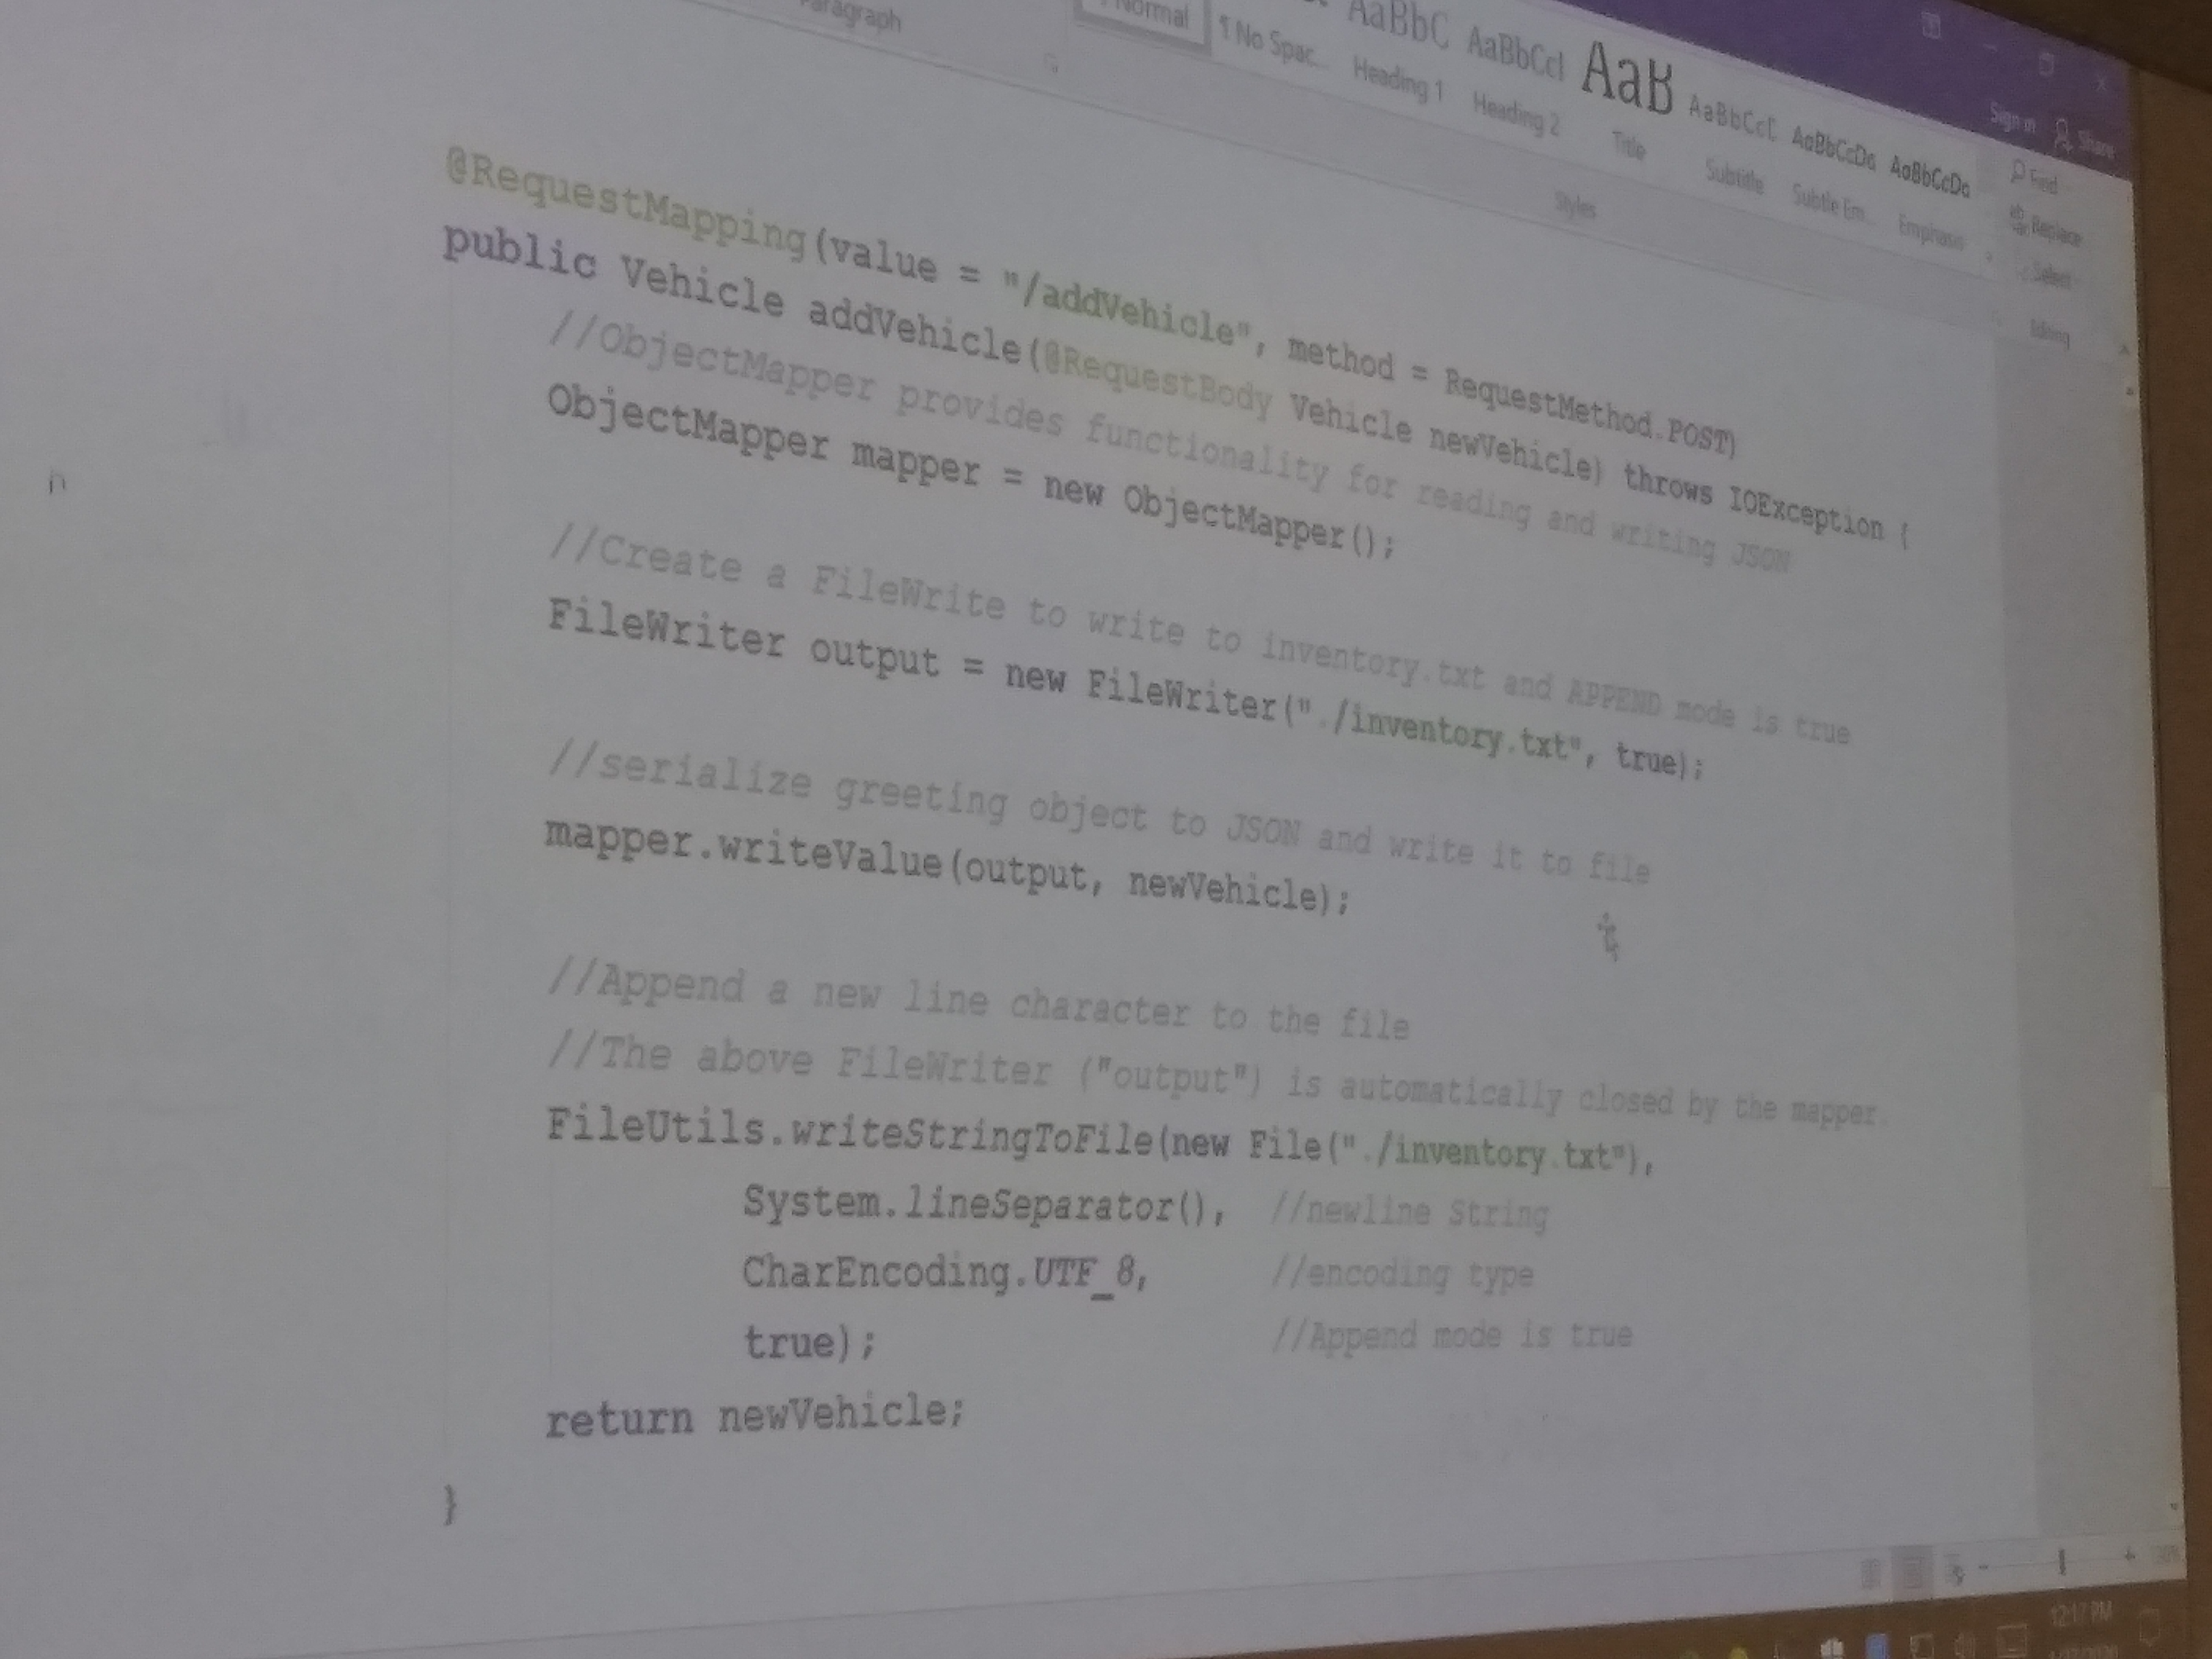 Paragraph
Normal
¶ No Spac...
Heading 1
Heading 2
Title
Subtitle
Subtle Em...
Emphasis
AaBbC
AaBbCcI
AaB
AaBbCcC
AaBbCcDa
AaBbCcDa
Styles
Sign in
Share
Find
Replace
Select
Editing
@RequestMapping(value = "/addVehicle", method = RequestMethod.POST)
public Vehicle addVehicle(@RequestBody Vehicle newVehicle) throws IOException {
//ObjectMapper provides functionality for reading and writing JSON
ObjectMapper mapper = new ObjectMapper();
//Create a FileWrite to write to inventory.txt and APPEND mode is true
FileWriter output = new FileWriter("./inventory.txt", true);
//serialize greeting object to JSON and write it to file
mapper.writeValue(output, newVehicle);
//Append a new line character to the file
//The above FileWriter ("output") is automatically closed by the mapper.
FileUtils.writeStringToFile(new File("./inventory.txt"),
System.lineSeparator(), //newline String
CharEncoding.UTF_8, //encoding type
true); //Append mode is true
return newVehicle;
}
n
12:17 PM